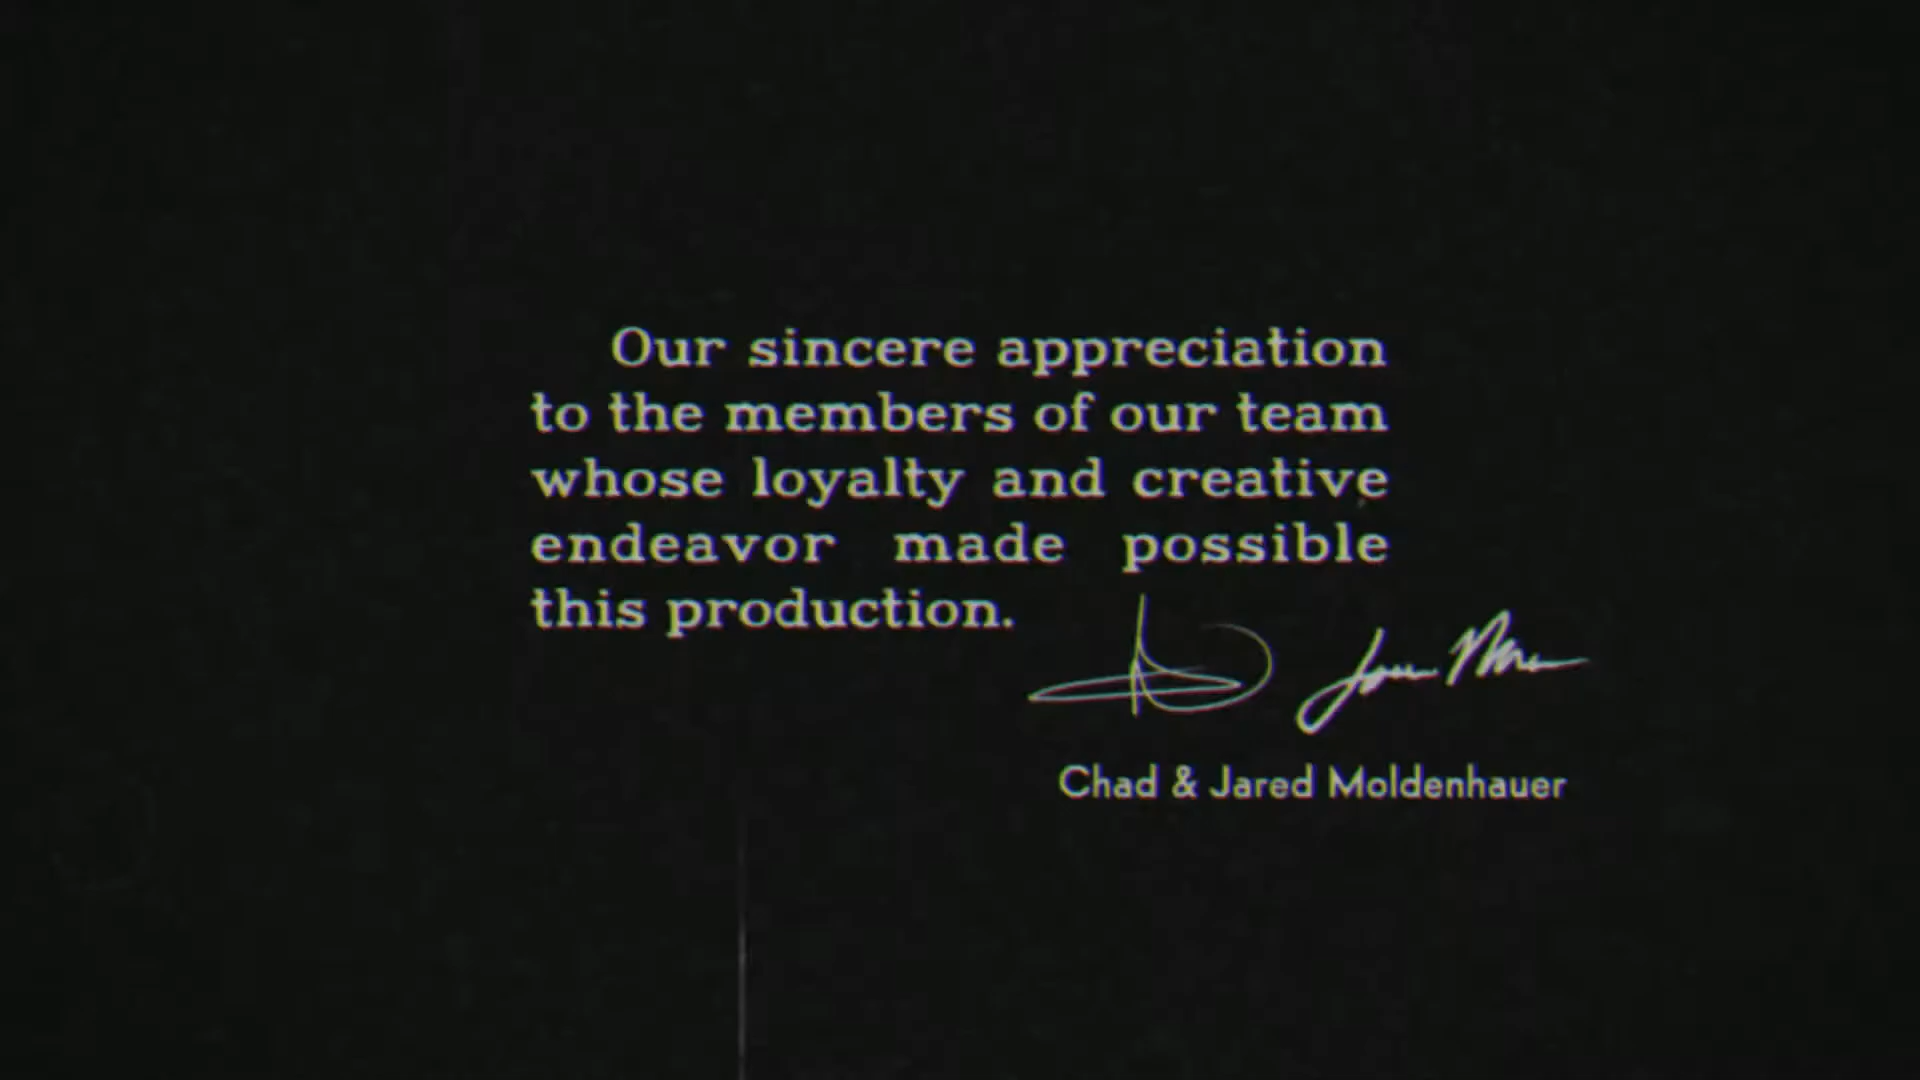 Our sincere appreciation
to the members of our team
whose loyalty and creative
endeavor made possible
this production.
Chad & Jared Moldenhauer